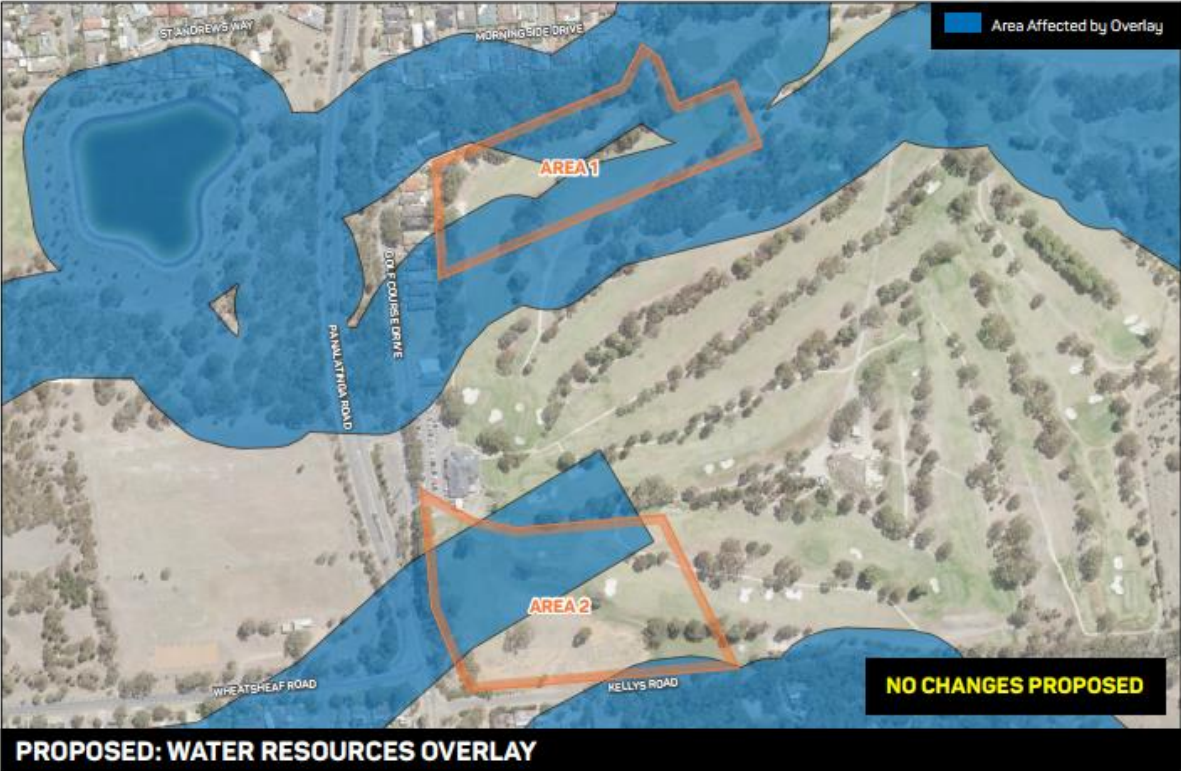 ST ANDREWS WAY
MORNINGSIDE DRIVE
Area Affected by Overlay
AREA 1
GOLF COURSE DRIVE
PANALATINGA ROAD
AREA 2
WHEATSHEAF ROAD
KELLYS ROAD
NO CHANGES PROPOSED
PROPOSED: WATER RESOURCES OVERLAY